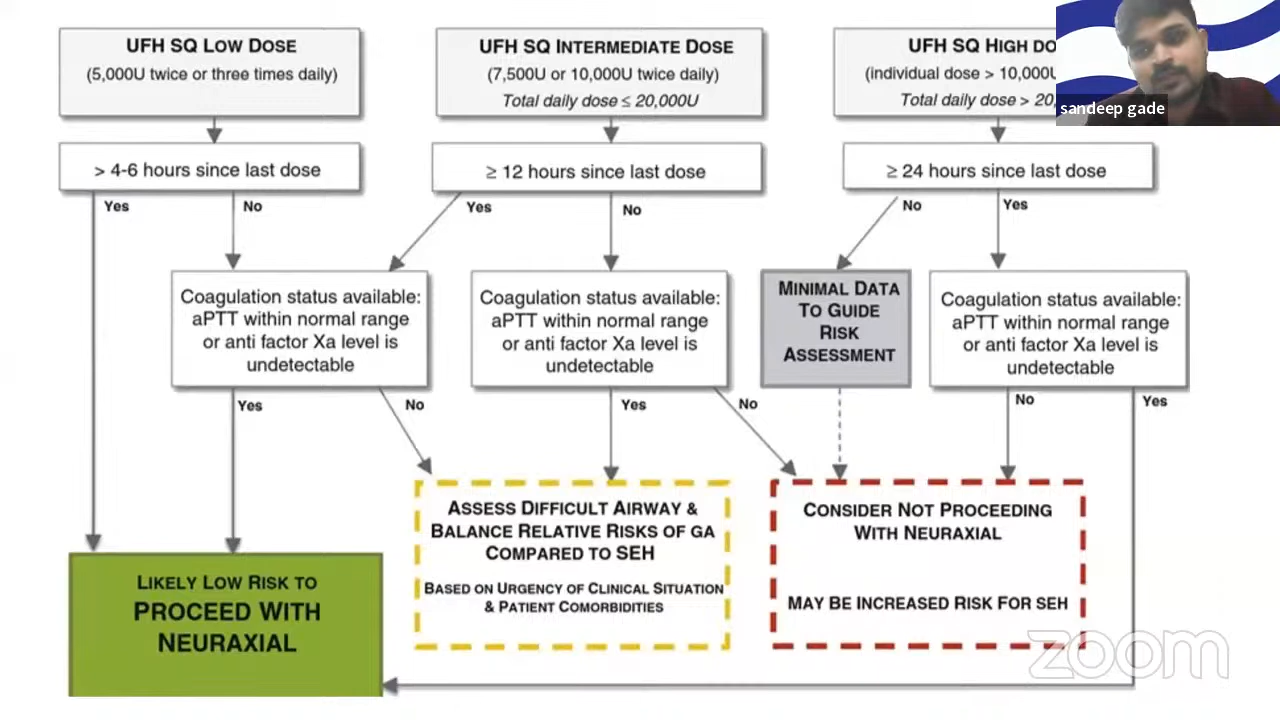 UFH SQ LOW DOSE
(5,000U twice or three times daily)
UFH SQ INTERMEDIATE DOSE
(7,500U or 10,000U twice daily)
Total daily dose ≤ 20,000U
UFH SQ HIGH DO
(individual dose > 10,000U
Total daily dose > 20,
sandeep gade
> 4-6 hours since last dose
≥ 12 hours since last dose
≥ 24 hours since last dose
Yes
No
Yes
No
No
Yes
Coagulation status available:
aPTT within normal range
or anti factor Xa level is
undetectable
Coagulation status available:
aPTT within normal range
or anti factor Xa level is
undetectable
MINIMAL DATA
TO GUIDE
RISK
ASSESSMENT
Coagulation status available:
aPTT within normal range
or anti factor Xa level is
undetectable
Yes
No
Yes
No
No
Yes
ASSESS DIFFICULT AIRWAY &
BALANCE RELATIVE RISKS OF GA
COMPARED TO SEH
BASED ON URGENCY OF CLINICAL SITUATION
& PATIENT COMORBIDITIES
CONSIDER NOT PROCEEDING
WITH NEURAXIAL
MAY BE INCREASED RISK FOR SEH
LIKELY LOW RISK TO
PROCEED WITH
NEURAXIAL
zoom